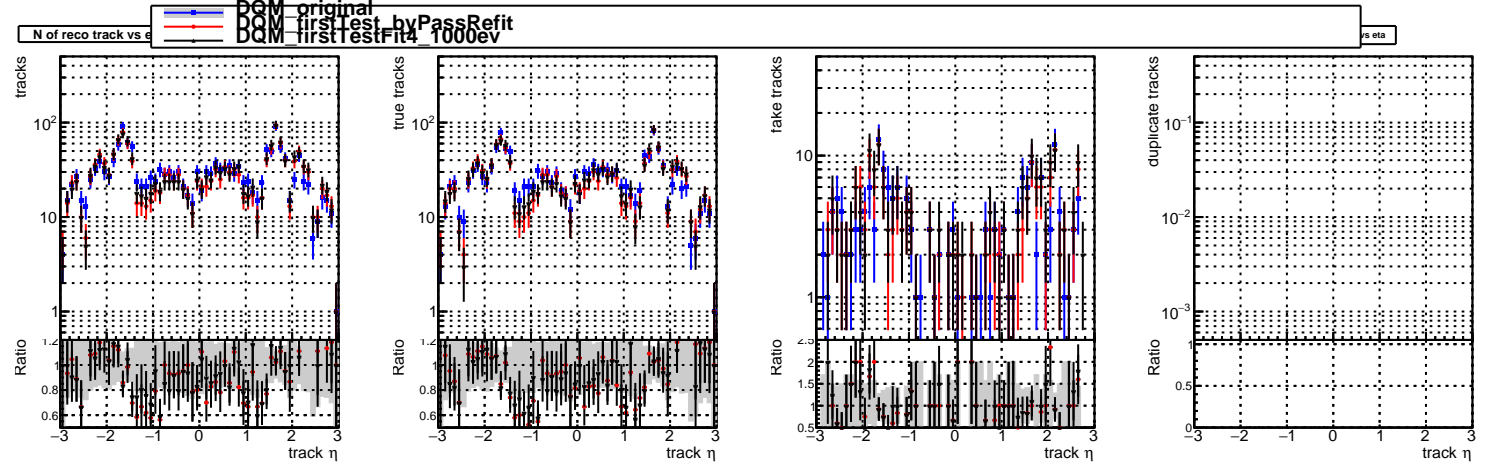 DQM_original
DQM_firstTest_byPassRefit
DQM_firstTestFit4_1000ev
N of reco track vs e
vs eta
tracks
10²
10
1
Ratio
1.2
1
0.8
0.6
−3 −2 −1 0 1 2 3
track η
true tracks
10²
10
1
Ratio
1.2
1
0.8
0.6
−3 −2 −1 0 1 2 3
track η
fake tracks
10
1
Ratio
2.5
2
1.5
1
0.5
−3 −2 −1 0 1 2 3
track η
duplicate tracks
10⁻¹
10⁻²
10⁻³
Ratio
1
0.5
0
−3 −2 −1 0 1 2 3
track η